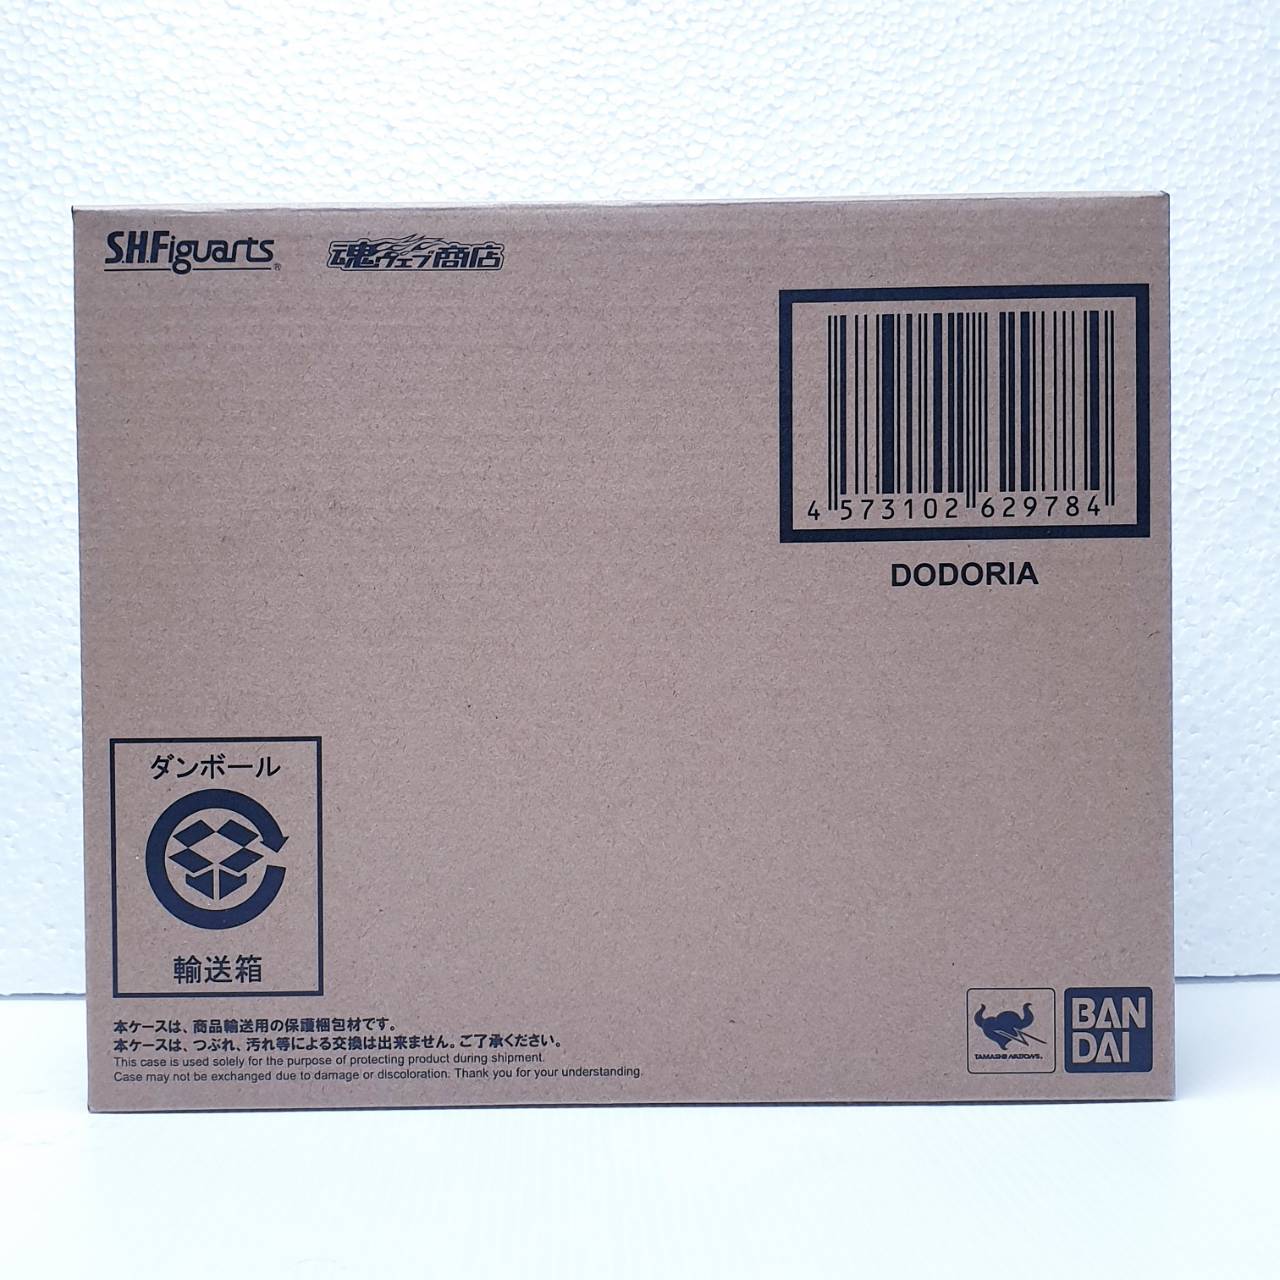 S.H.Figuarts®
魂ウェブ商店
4 573102 629784
DODORIA
ダンボール
輸送箱
本ケースは、商品輸送用の保護梱包材です。
本ケースは、つぶれ、汚れ等による交換は出来ません。ご了承ください。
This case is used solely for the purpose of protecting product during shipment.
Case may not be exchanged due to damage or discoloration. Thank you for your understanding.
TAMASHII NATIONS.
BAN
DAI